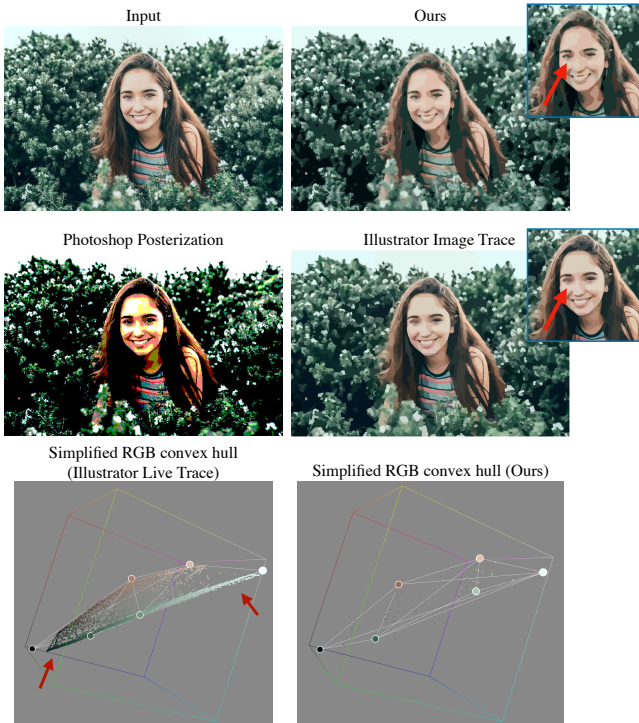 Input
Ours
Photoshop Posterization
Illustrator Image Trace
Simplified RGB convex hull
(Illustrator Live Trace)
Simplified RGB convex hull (Ours)